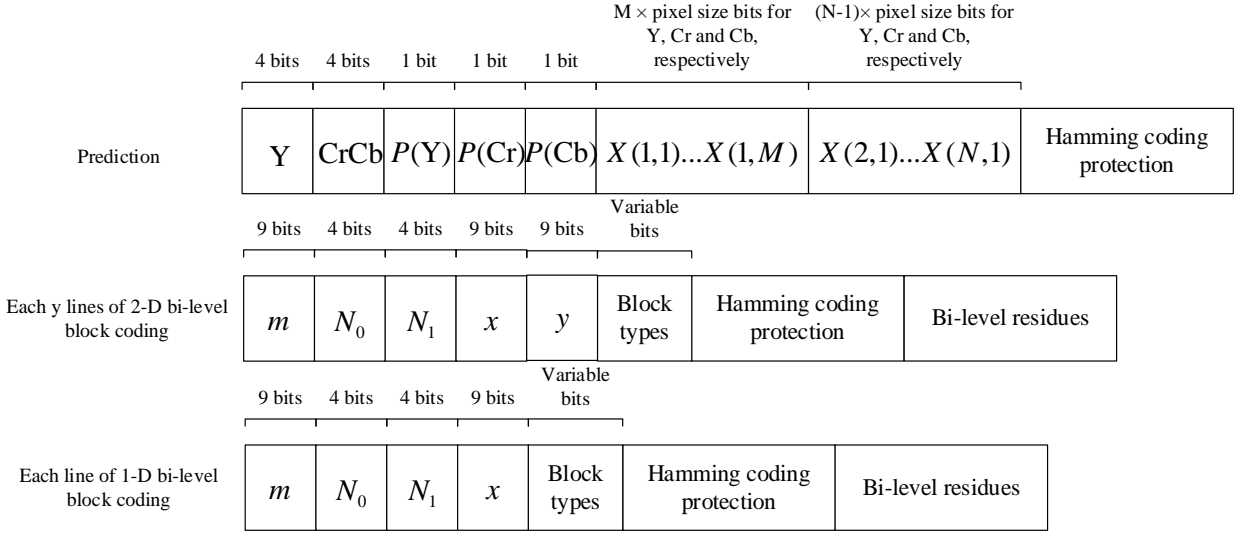 M × pixel size bits for
Y, Cr and Cb,
respectively
(N-1)× pixel size bits for
Y, Cr and Cb,
respectively
4 bits 4 bits 1 bit 1 bit 1 bit
Prediction
Y CrCb P(Y) P(Cr) P(Cb) X(1,1)...X(1,M) X(2,1)...X(N,1)
Hamming coding
protection
9 bits 4 bits 4 bits 9 bits 9 bits
Variable
bits
Each y lines of 2-D bi-level
block coding
m N₀ N₁ x y
Block
types
Hamming coding
protection
Bi-level residues
9 bits 4 bits 4 bits 9 bits
Variable
bits
Each line of 1-D bi-level
block coding
m N₀ N₁ x
Block
types
Hamming coding
protection
Bi-level residues